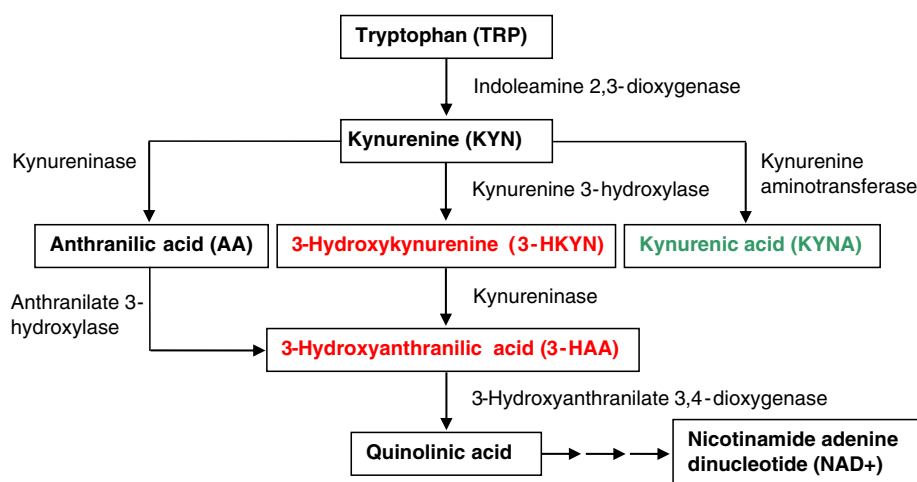 Tryptophan (TRP)
Indoleamine 2,3-dioxygenase
Kynurenine (KYN)
Kynureninase
Kynurenine 3-hydroxylase
Kynurenine
aminotransferase
Anthranilic acid (AA)
3-Hydroxykynurenine (3-HKYN)
Kynurenic acid (KYNA)
Anthranilate 3-
hydroxylase
Kynureninase
3-Hydroxyanthranilic acid (3-HAA)
3-Hydroxyanthranilate 3,4-dioxygenase
Quinolinic acid
Nicotinamide adenine
dinucleotide (NAD+)